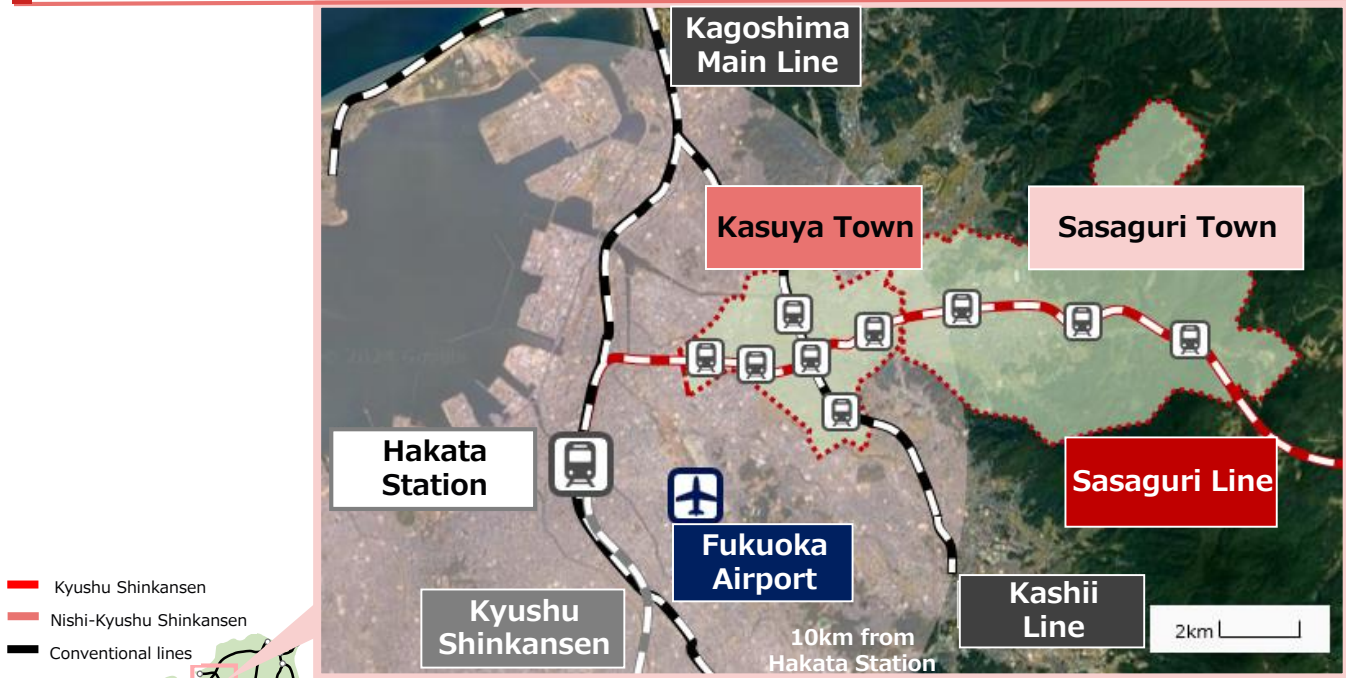 Kagoshima
Main Line
Kasuya Town
Sasaguri Town
Hakata
Station
Sasaguri Line
Fukuoka
Airport
Kyushu
Shinkansen
Kashii
Line
10km from
Hakata Station
2km
Kyushu Shinkansen
Nishi-Kyushu Shinkansen
Conventional lines